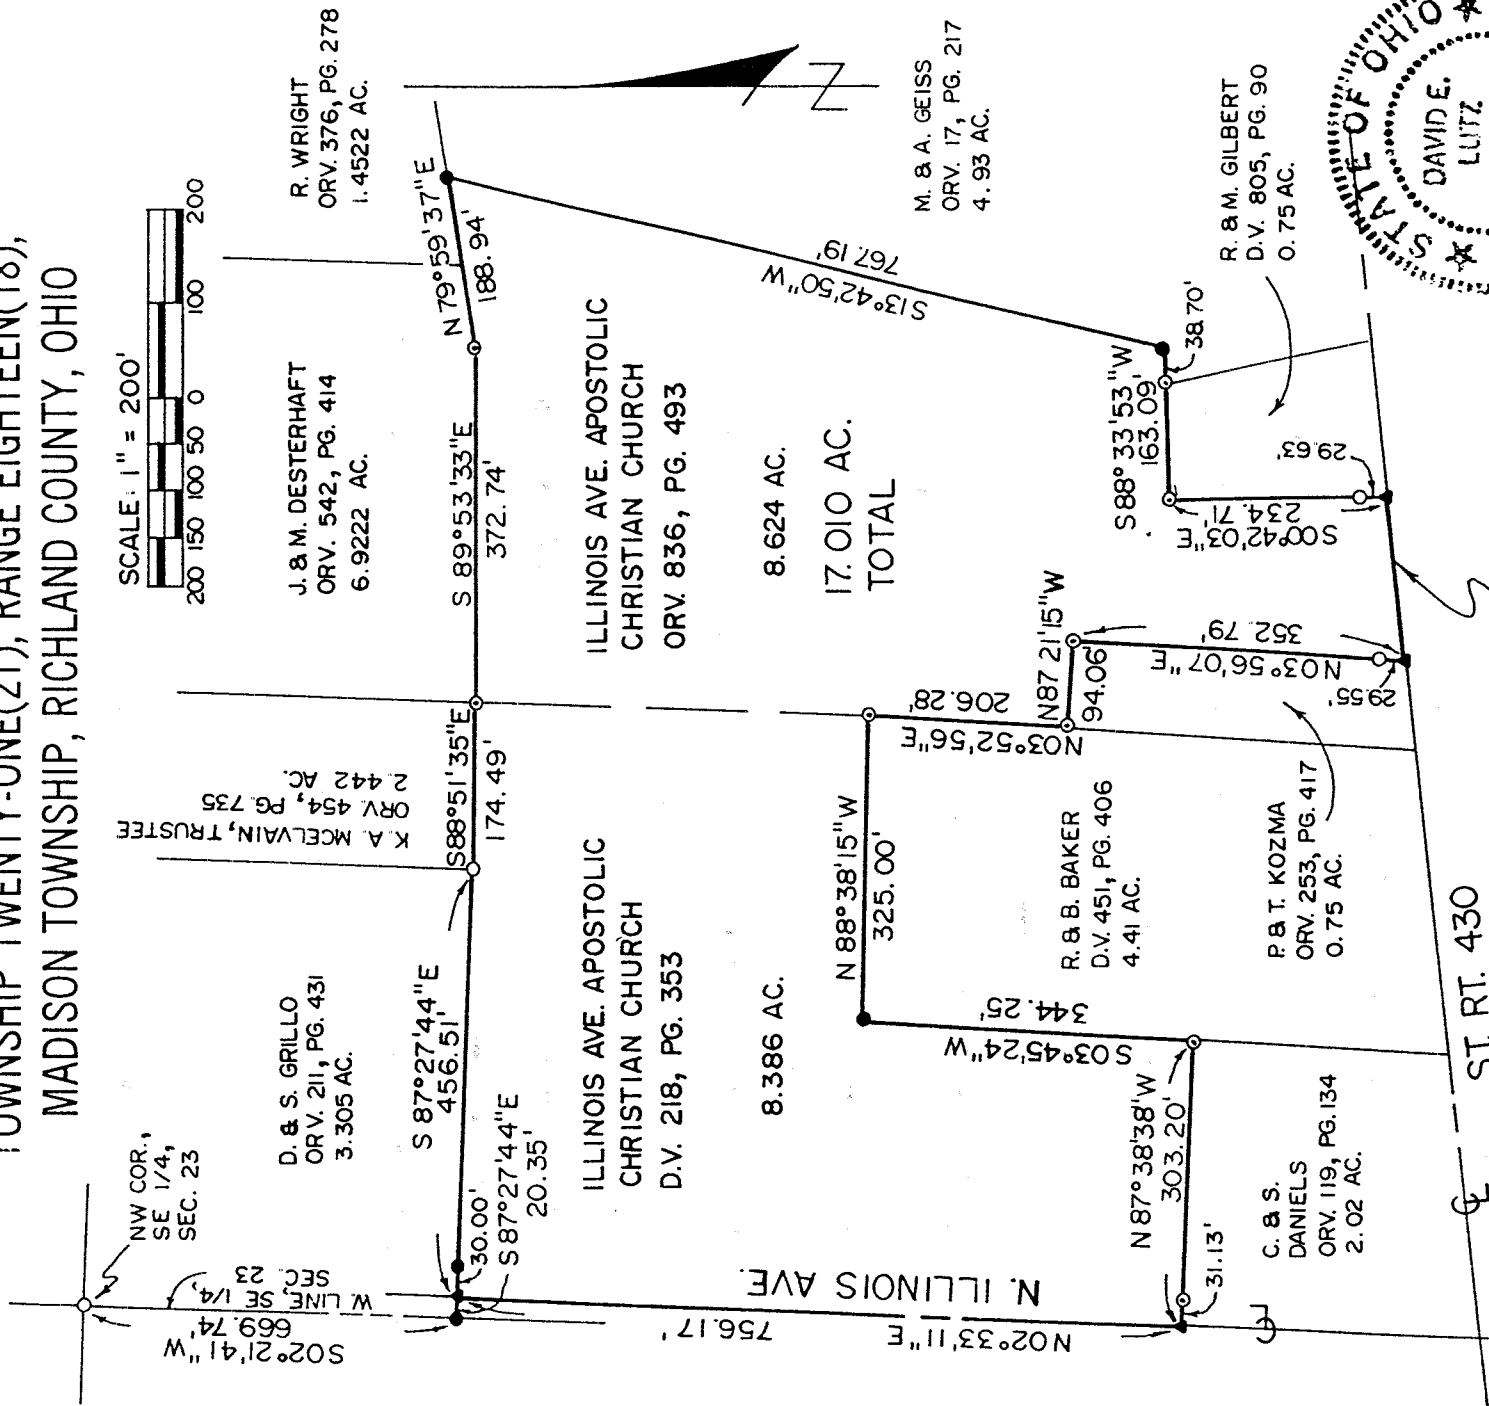 TOWNSHIP TWENTY-ONE(21), RANGE EIGHTEEN(18),
MADISON TOWNSHIP, RICHLAND COUNTY, OHIO
SCALE: 1" = 200'
200 150 100 50 0 100 200
NW COR.,
SE 1/4,
SEC. 23
W. LINE, SE 1/4,
SEC. 23
S02°21'41"W
669.74'
D. & S. GRILLO
ORV. 211, PG. 431
3.305 AC.
K. A. MCELVAIN, TRUSTEE
ORV. 454, PG. 735
2.442 AC.
J. & M. DESTERHAFT
ORV. 542, PG. 414
6.9222 AC.
R. WRIGHT
ORV. 376, PG. 278
1.4522 AC.
N
S 87°27'44"E
456.51'
30.00'
S87°27'44"E
20.35'
S88°51'35"E
174.49'
S 89°53'33"E
372.74'
N79°59'37"E
188.94'
S13°42'50"W
767.19'
M. & A. GEISS
ORV. 17, PG. 217
4.93 AC.
ILLINOIS AVE. APOSTOLIC
CHRISTIAN CHURCH
D.V. 218, PG. 353
8.386 AC.
ILLINOIS AVE. APOSTOLIC
CHRISTIAN CHURCH
ORV. 836, PG. 493
8.624 AC.
17.010 AC.
TOTAL
N. ILLINOIS AVE.
N02°33'11"E
756.17'
N 88°38'15"W
325.00'
S03°45'24"W
344.25'
N87°38'38"W
303.20'
31.13'
N03°52'56"E
206.28'
N87 21'15"W
94.06'
N03°56'07"E
352.79'
29.55'
S00°42'03"E
234.71'
29.63'
S88°33'53"W
163.09'
38.70'
R. & M. GILBERT
D.V. 805, PG. 90
0.75 AC.
R. & B. BAKER
D.V. 451, PG. 406
4.41 AC.
P. & T. KOZMA
ORV. 253, PG. 417
0.75 AC.
C. & S.
DANIELS
ORV. 119, PG. 134
2.02 AC.
ST. RT. 430
STATE OF OHIO
DAVID E.
LUTZ